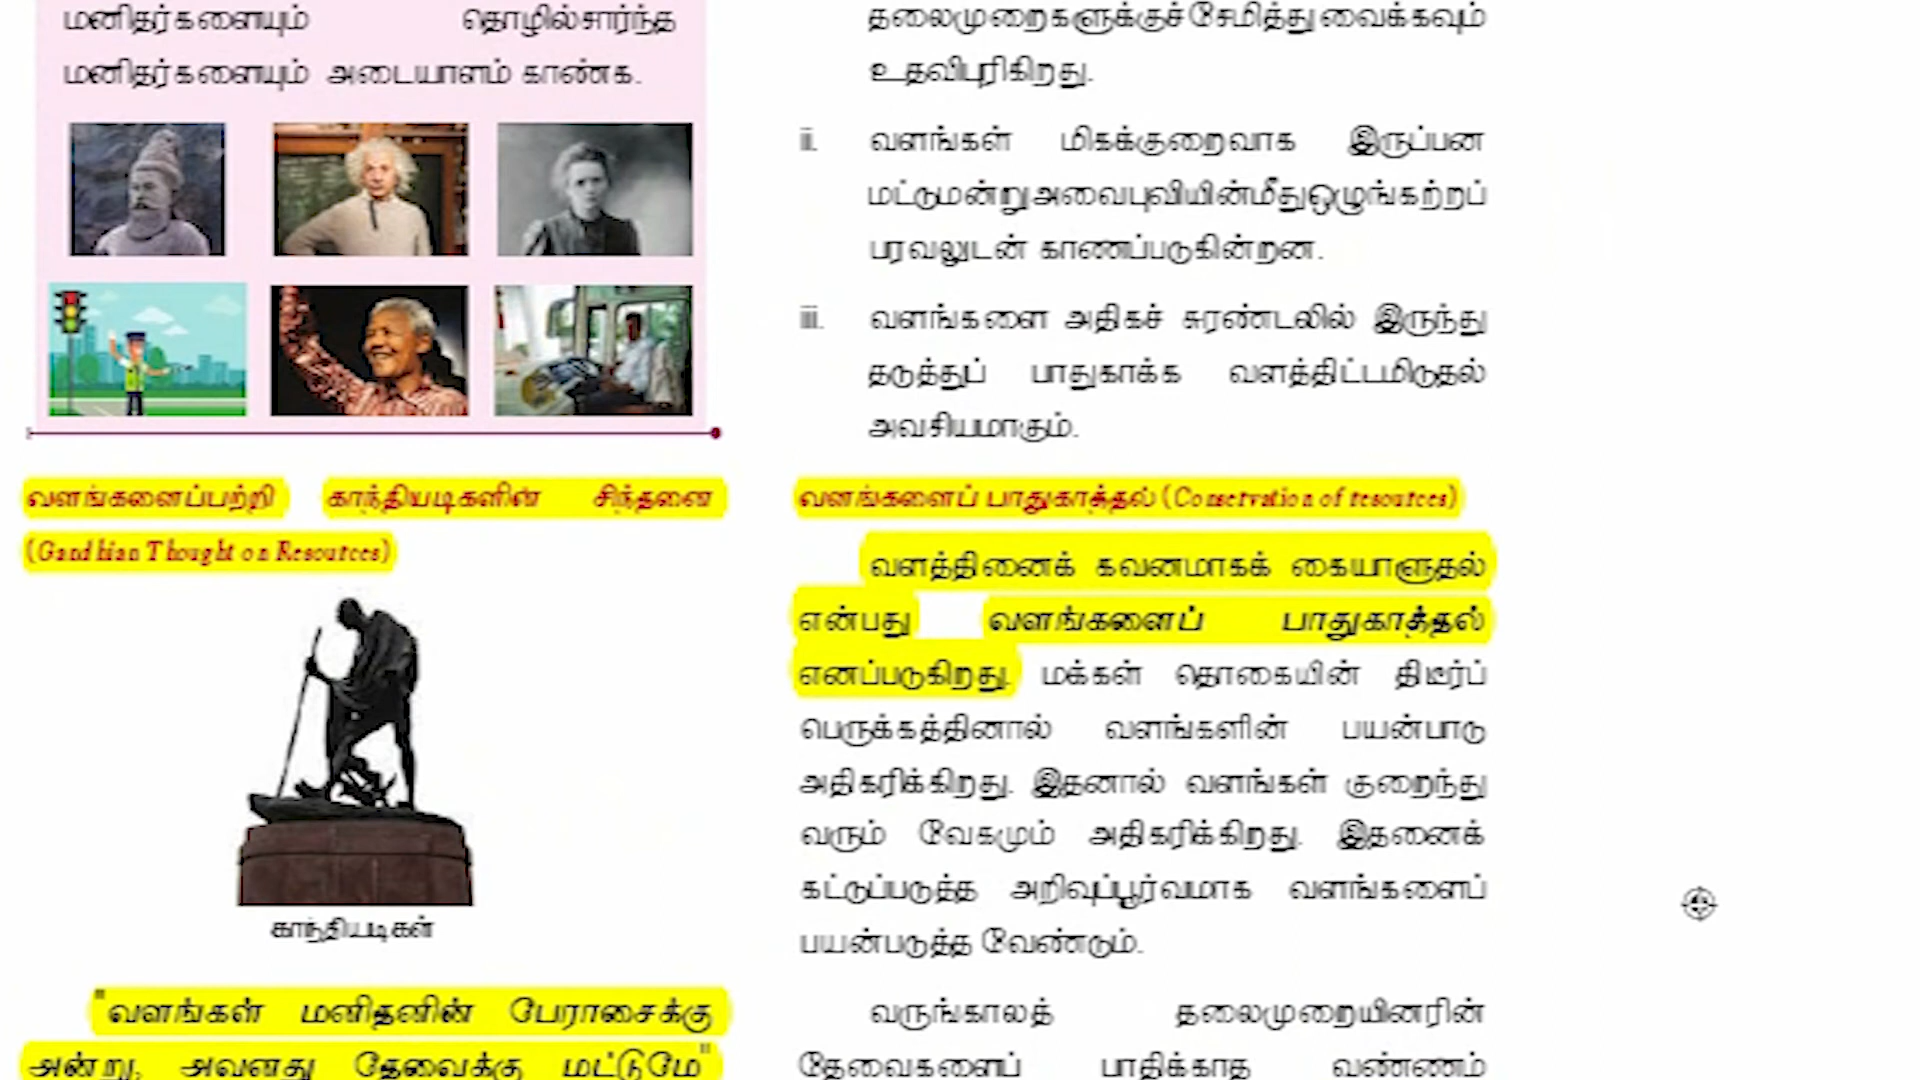 மனிதர்களையும் தொழில்சார்ந்த
மனிதர்களையும் அடையாளம் காண்க.
வளங்களைப்பற்றி காந்தியடிகளின் சிந்தனை
(Gandhian Thought on Resources)
காந்தியடிகள்
"வளங்கள் மனிதனின் பேராசைக்கு
அன்று, அவனது தேவைக்கு மட்டுமே"
தலைமுறைகளுக்குச் சேமித்து வைக்கவும்
உதவிபுரிகிறது.
ii. வளங்கள் மிகக்குறைவாக இருப்பன
மட்டுமன்று அவை புவியின் மீது ஒழுங்கற்றப்
பரவலுடன் காணப்படுகின்றன.
iii. வளங்களை அதிகச் சுரண்டலில் இருந்து
தடுத்துப் பாதுகாக்க வளத்திட்டமிடுதல்
அவசியமாகும்.
வளங்களைப் பாதுகாத்தல் (Conservation of resources)
வளத்தினைக் கவனமாகக் கையாளுதல்
என்பது வளங்களைப் பாதுகாத்தல்
எனப்படுகிறது. மக்கள் தொகையின் திடீர்ப்
பெருக்கத்தினால் வளங்களின் பயன்பாடு
அதிகரிக்கிறது. இதனால் வளங்கள் குறைந்து
வரும் வேகமும் அதிகரிக்கிறது. இதனைக்
கட்டுப்படுத்த அறிவுப்பூர்வமாக வளங்களைப்
பயன்படுத்த வேண்டும்.
வருங்காலத் தலைமுறையினரின்
தேவைகளைப் பாதிக்காத வண்ணம்